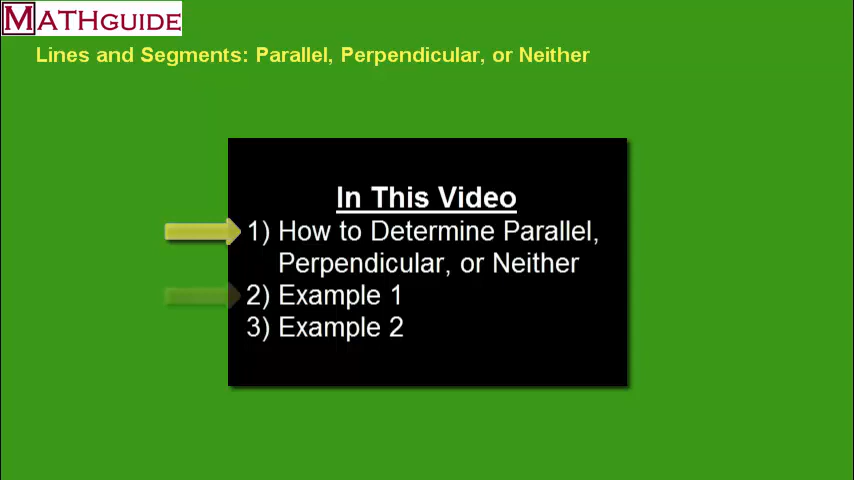 MATHGUIDE
Lines and Segments: Parallel, Perpendicular, or Neither
In This Video
1) How to Determine Parallel,
Perpendicular, or Neither
2) Example 1
3) Example 2